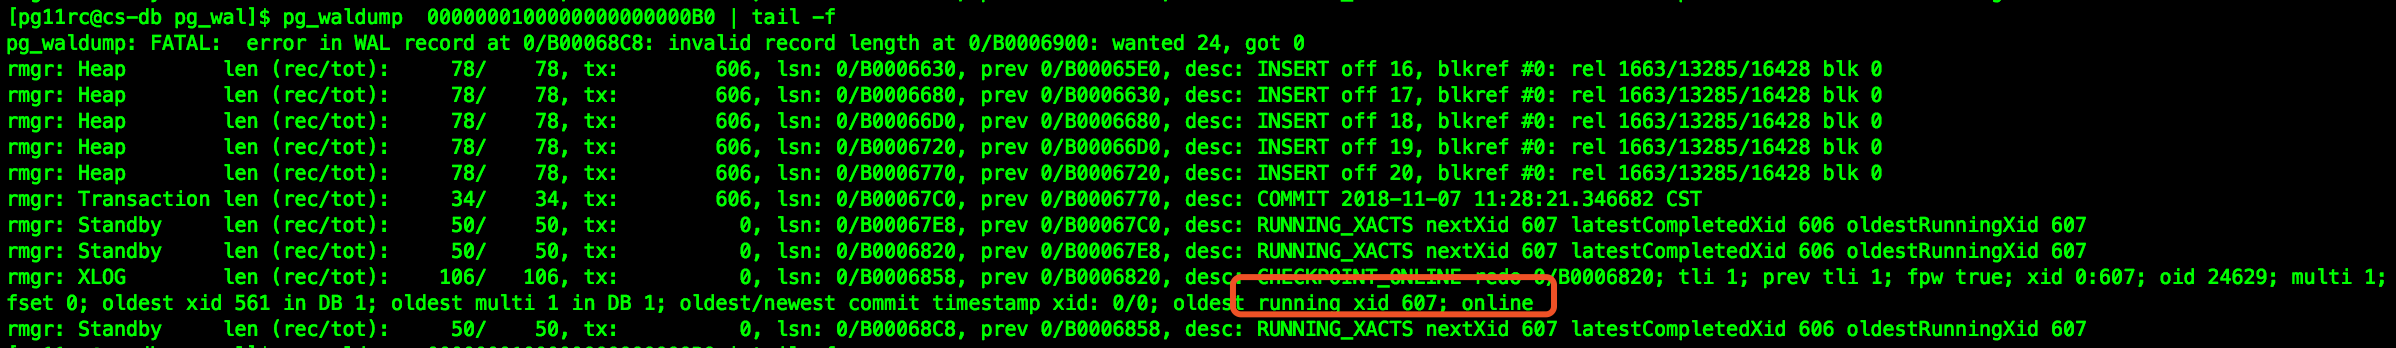 [pg11rc@cs-db pg_wal]$ pg_waldump  0000000100000000000000B0 | tail -f
pg_waldump: FATAL:  error in WAL record at 0/B00068C8: invalid record length at 0/B0006900: wanted 24, got 0
rmgr: Heap        len (rec/tot):     78/    78, tx:        606, lsn: 0/B0006630, prev 0/B00065E0, desc: INSERT off 16, blkref #0: rel 1663/13285/16428 blk 0
rmgr: Heap        len (rec/tot):     78/    78, tx:        606, lsn: 0/B0006680, prev 0/B0006630, desc: INSERT off 17, blkref #0: rel 1663/13285/16428 blk 0
rmgr: Heap        len (rec/tot):     78/    78, tx:        606, lsn: 0/B00066D0, prev 0/B0006680, desc: INSERT off 18, blkref #0: rel 1663/13285/16428 blk 0
rmgr: Heap        len (rec/tot):     78/    78, tx:        606, lsn: 0/B0006720, prev 0/B00066D0, desc: INSERT off 19, blkref #0: rel 1663/13285/16428 blk 0
rmgr: Heap        len (rec/tot):     78/    78, tx:        606, lsn: 0/B0006770, prev 0/B0006720, desc: INSERT off 20, blkref #0: rel 1663/13285/16428 blk 0
rmgr: Transaction len (rec/tot):     34/    34, tx:        606, lsn: 0/B00067C0, prev 0/B0006770, desc: COMMIT 2018-11-07 11:28:21.346682 CST
rmgr: Standby     len (rec/tot):     50/    50, tx:          0, lsn: 0/B00067E8, prev 0/B00067C0, desc: RUNNING_XACTS nextXid 607 latestCompletedXid 606 oldestRunningXid 607
rmgr: Standby     len (rec/tot):     50/    50, tx:          0, lsn: 0/B0006820, prev 0/B00067E8, desc: RUNNING_XACTS nextXid 607 latestCompletedXid 606 oldestRunningXid 607
rmgr: XLOG        len (rec/tot):    106/   106, tx:          0, lsn: 0/B0006858, prev 0/B0006820, desc: CHECKPOINT_ONLINE redo 0/B0006820; tli 1; prev tli 1; fpw true; xid 0:607; oid 24629; multi 1;
fset 0; oldest xid 561 in DB 1; oldest multi 1 in DB 1; oldest/newest commit timestamp xid: 0/0; oldest running xid 607; online
rmgr: Standby     len (rec/tot):     50/    50, tx:          0, lsn: 0/B00068C8, prev 0/B0006858, desc: RUNNING_XACTS nextXid 607 latestCompletedXid 606 oldestRunningXid 607